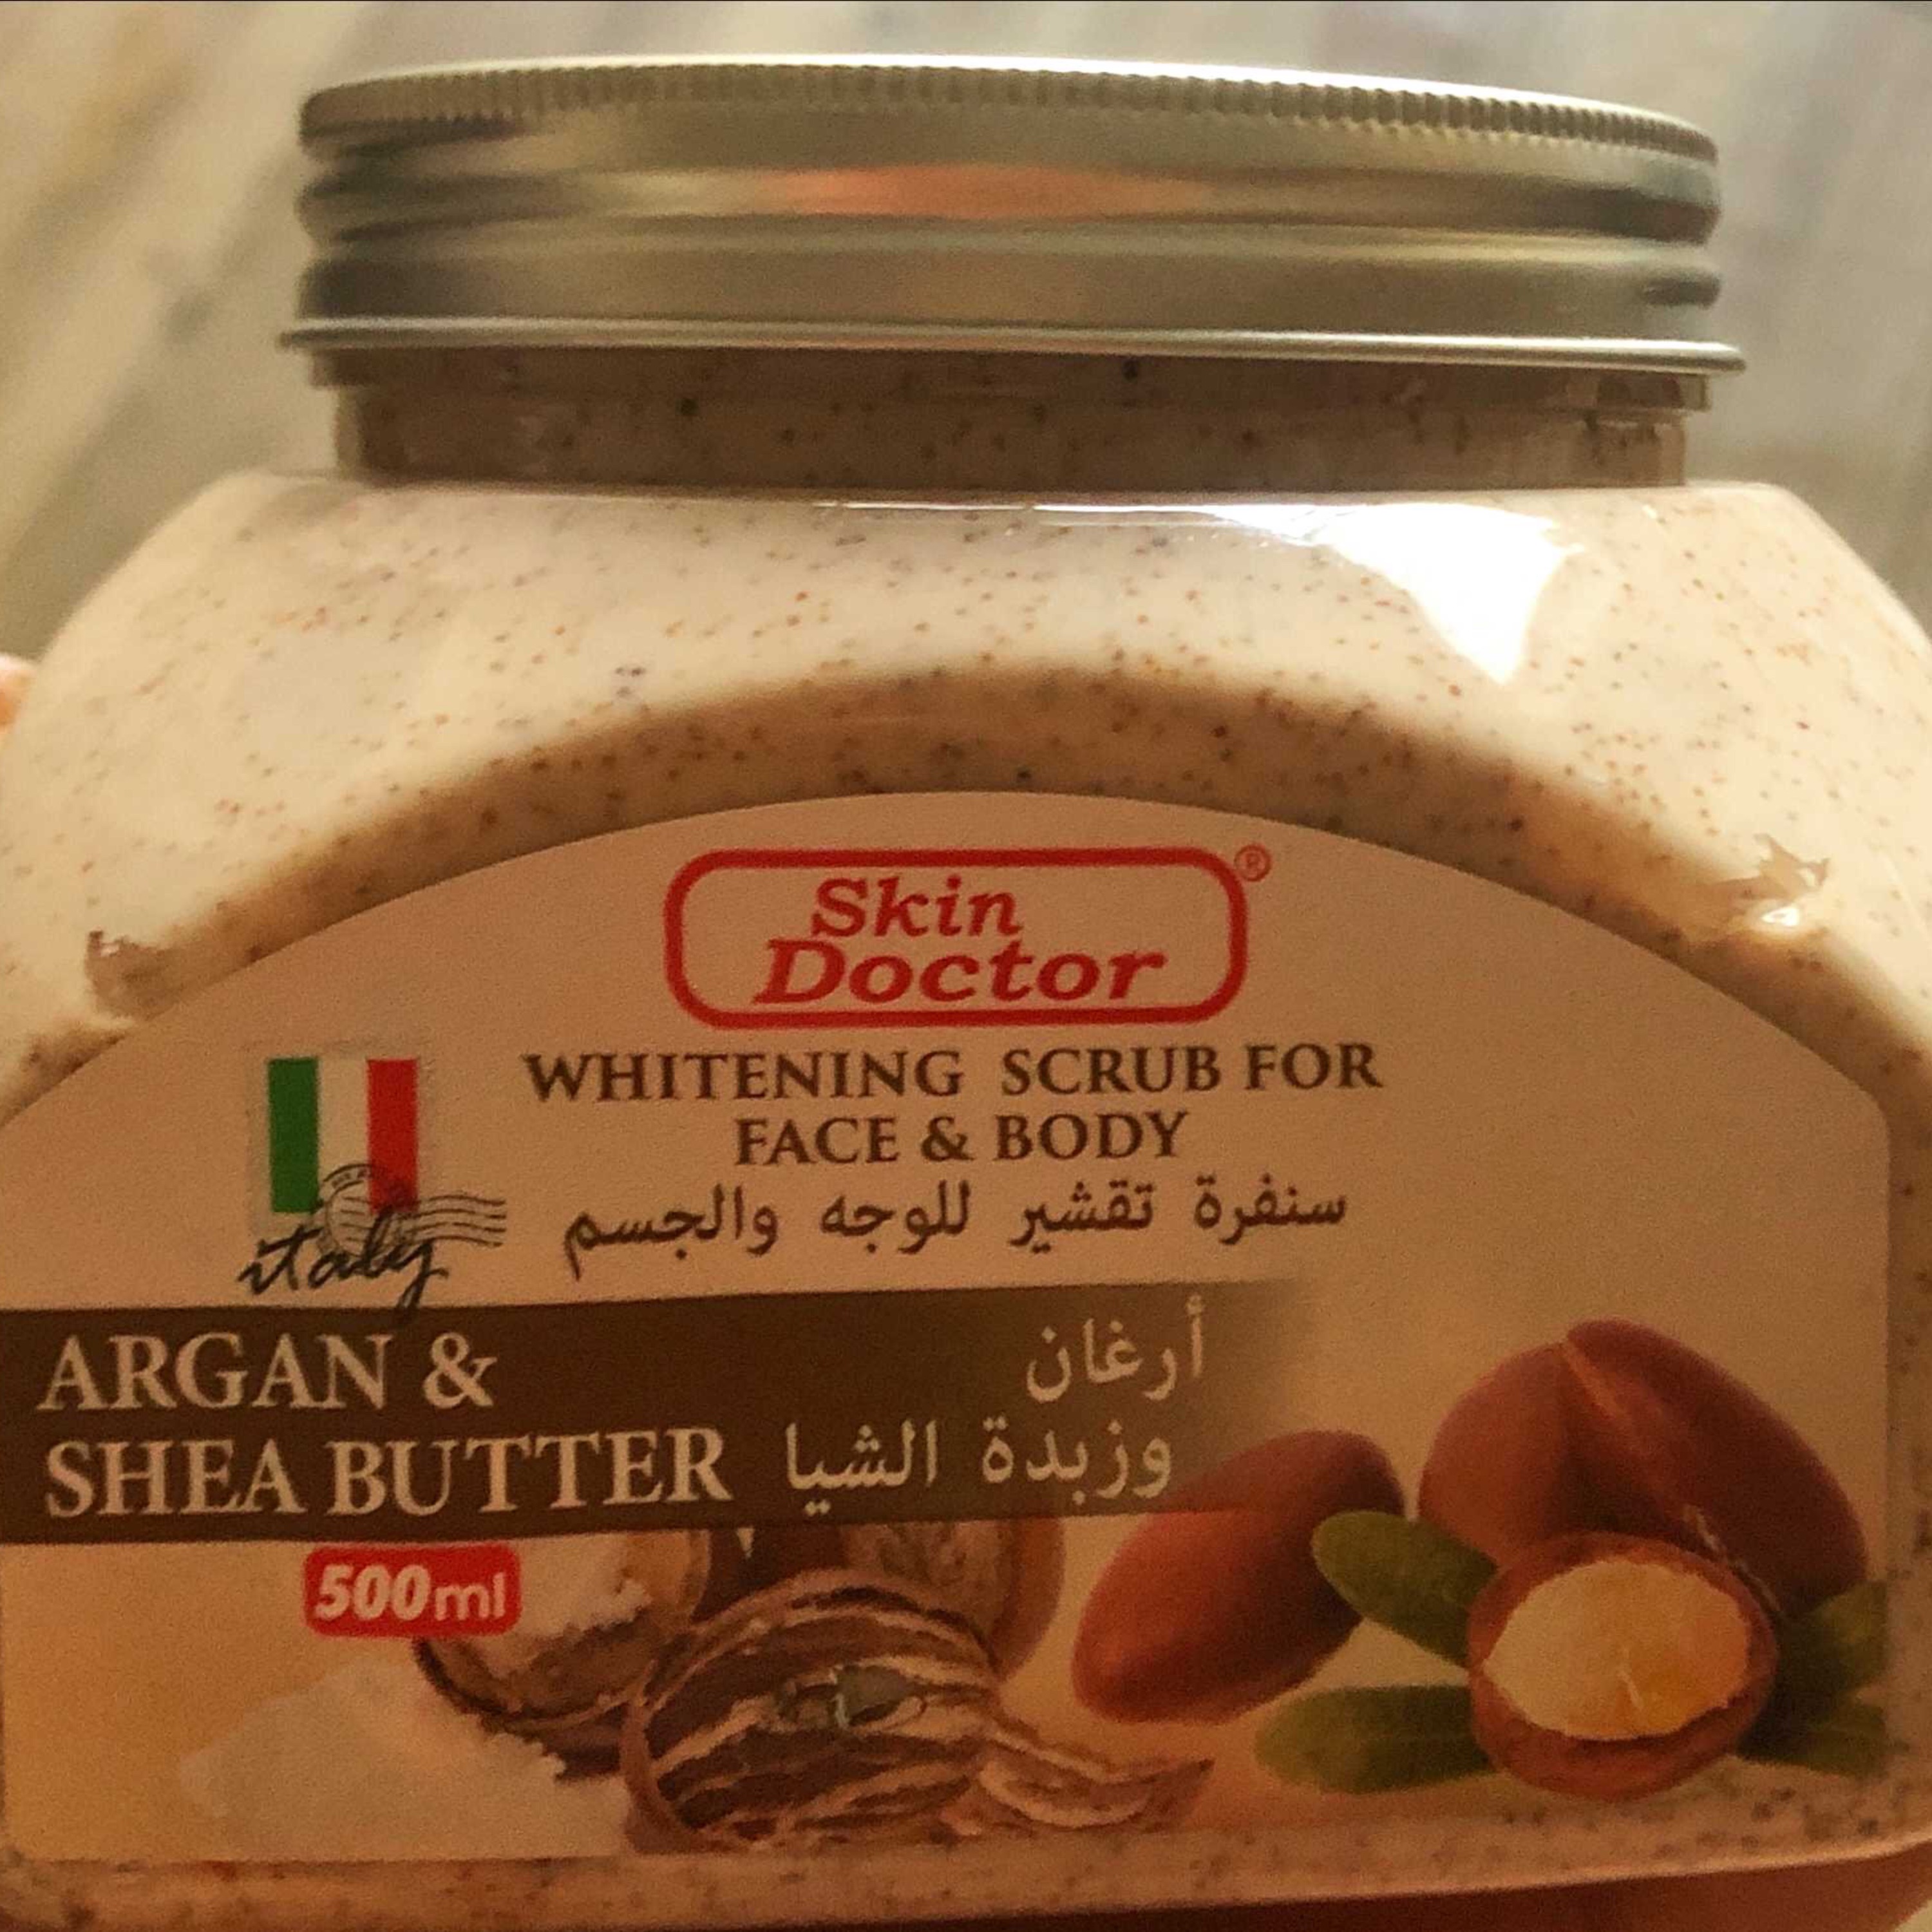 Skin
Doctor®
WHITENING SCRUB FOR
FACE & BODY
سنفرة تقشير للوجه والجسم
italy
ARGAN &
SHEA BUTTER
أرغان
وزبدة الشيا
500ml